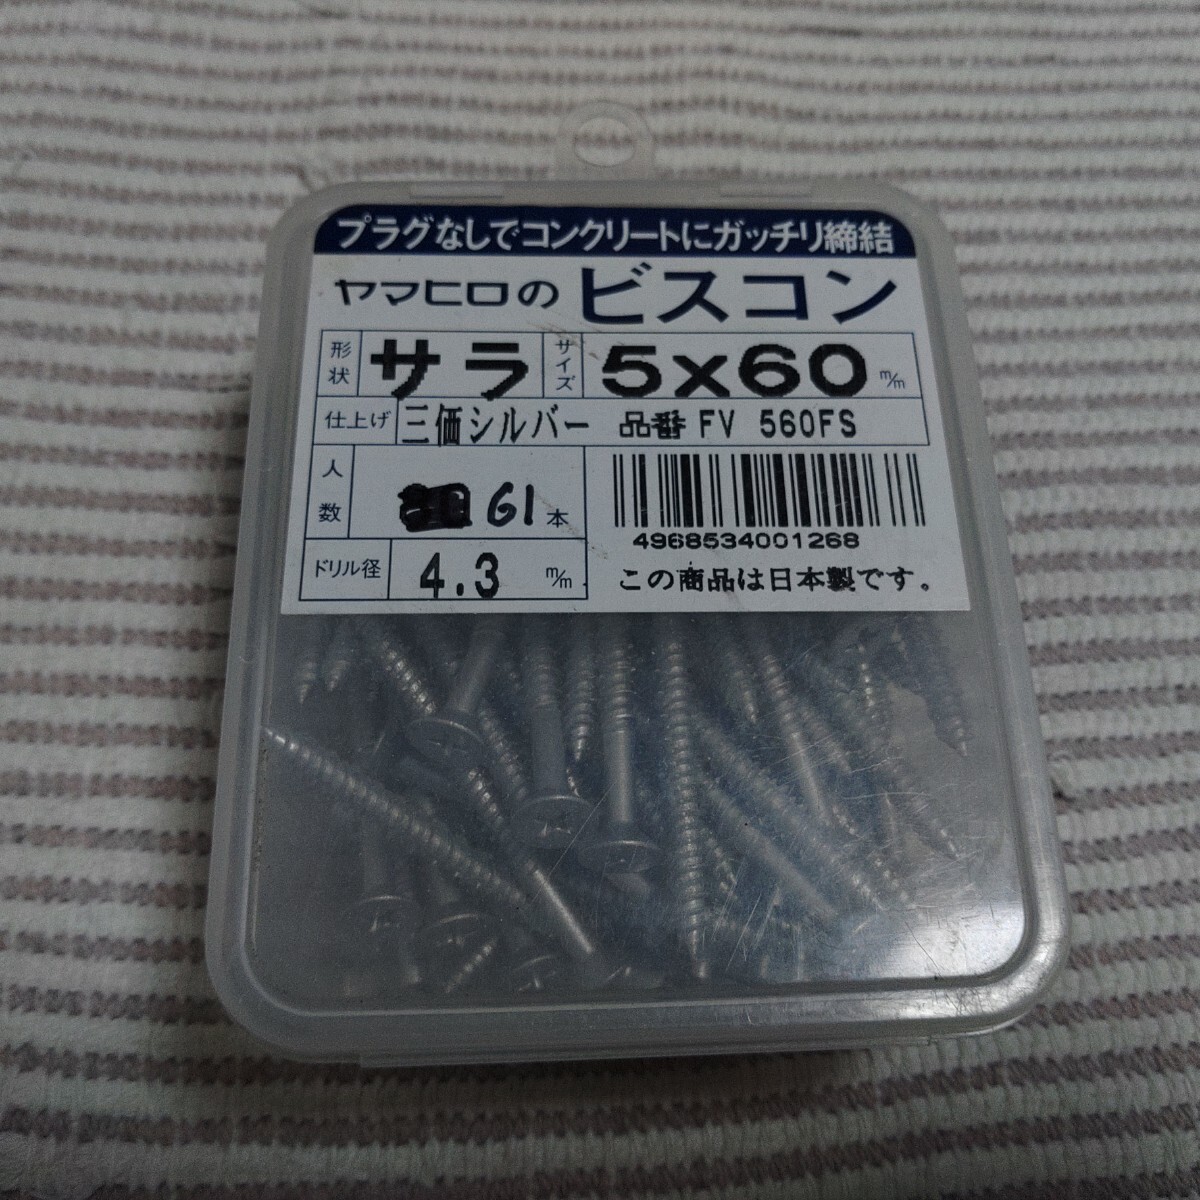 プラグなしでコンクリートにガッチリ締結
ヤマヒロの ビスコン
形状 サラ サイズ 5x60 m/m
仕上げ 三価シルバー 品番 FV 560FS
入数 61 本
4968534001268
ドリル径 4.3 m/m
この商品は日本製です。